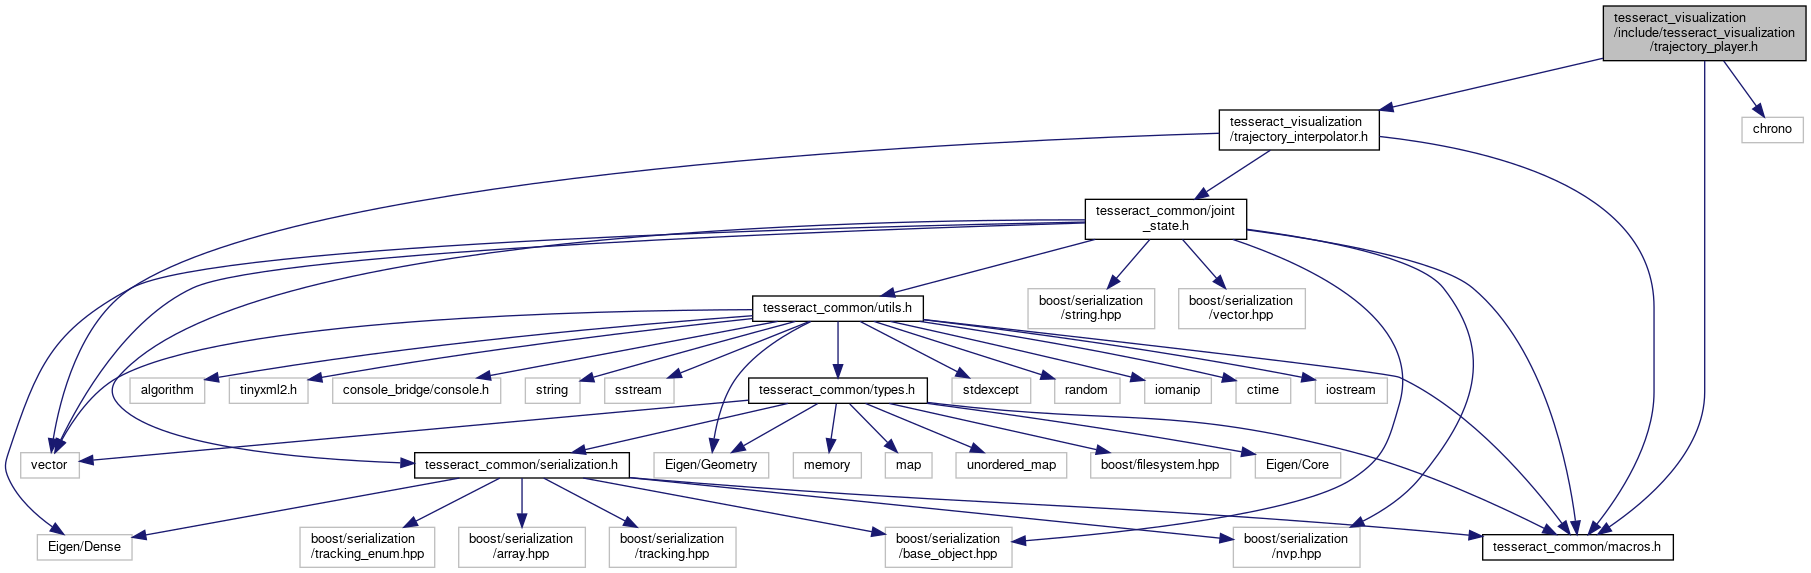 tesseract_visualization
/include/tesseract_visualization
/trajectory_player.h
tesseract_visualization
/trajectory_interpolator.h
chrono
tesseract_common/joint
_state.h
tesseract_common/utils.h
boost/serialization
/string.hpp
boost/serialization
/vector.hpp
algorithm
tinyxml2.h
console_bridge/console.h
string
sstream
tesseract_common/types.h
stdexcept
random
iomanip
ctime
iostream
vector
tesseract_common/serialization.h
Eigen/Geometry
memory
map
unordered_map
boost/filesystem.hpp
Eigen/Core
Eigen/Dense
boost/serialization
/tracking_enum.hpp
boost/serialization
/array.hpp
boost/serialization
/tracking.hpp
boost/serialization
/base_object.hpp
boost/serialization
/nvp.hpp
tesseract_common/macros.h